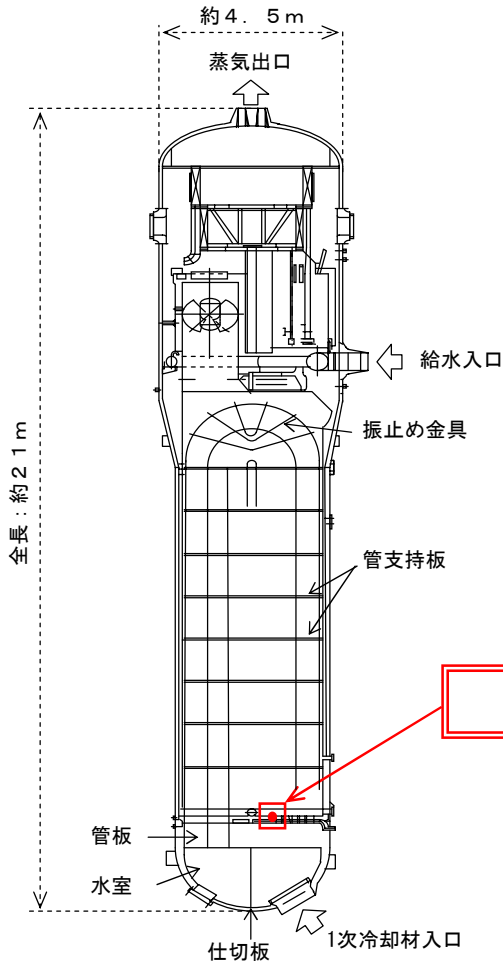 約４．５ｍ
蒸気出口
給水入口
振止め金具
全長：約２１ｍ
管支持板
管板
水室
1次冷却材入口
仕切板